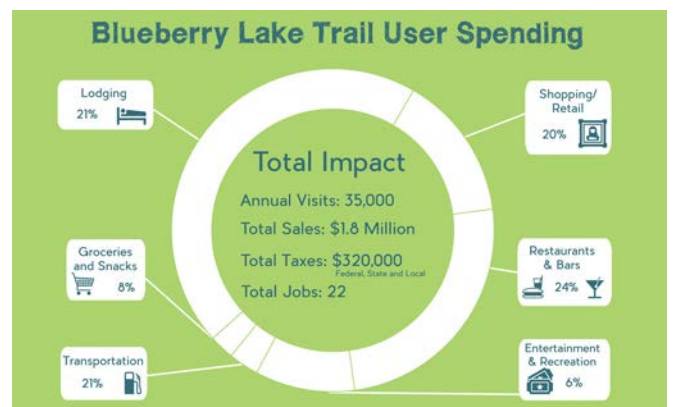 Blueberry Lake Trail User Spending
Lodging
21%
Shopping/
Retail
20%
Total Impact
Annual Visits: 35,000
Total Sales: $1.8 Million
Total Taxes: $320,000
Federal, State and Local
Total Jobs: 22
Groceries
and Snacks
8%
Restaurants
& Bars
24%
Transportation
21%
Entertainment
& Recreation
6%